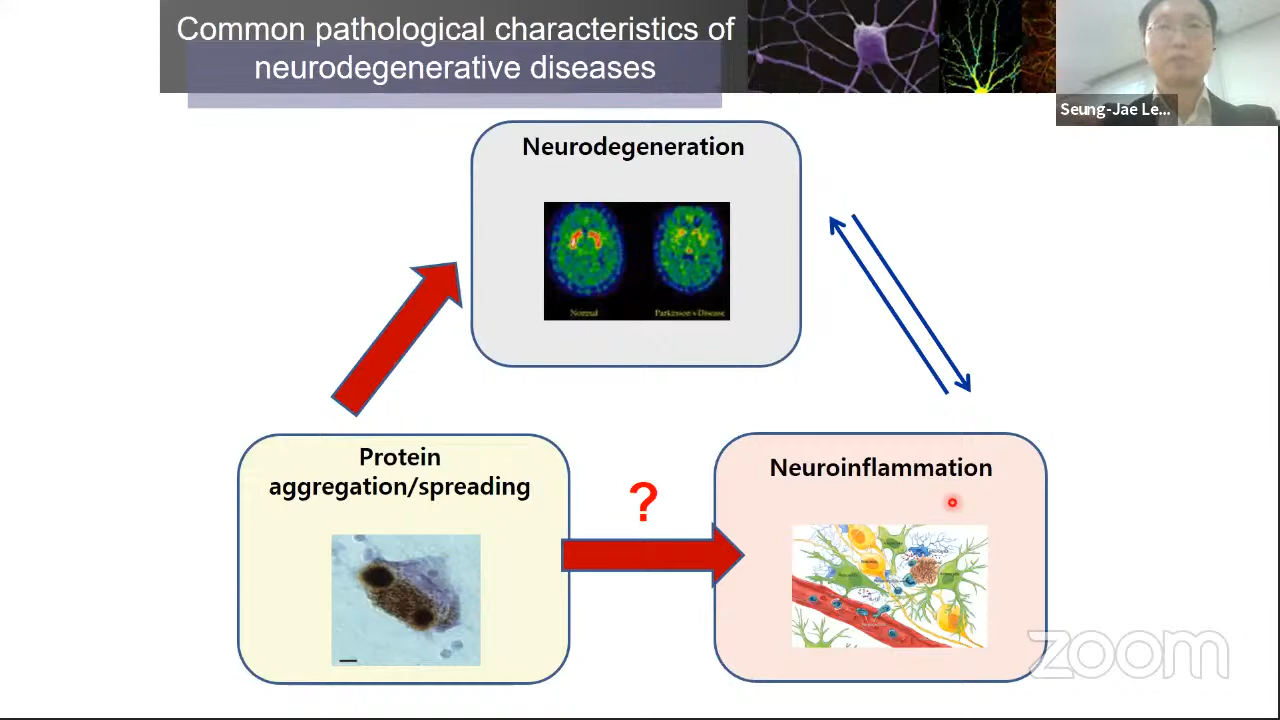 Common pathological characteristics of
neurodegenerative diseases
Seung-Jae Le...
Neurodegeneration
Normal
Parkinson's Disease
Protein
aggregation/spreading
?
Neuroinflammation
zoom